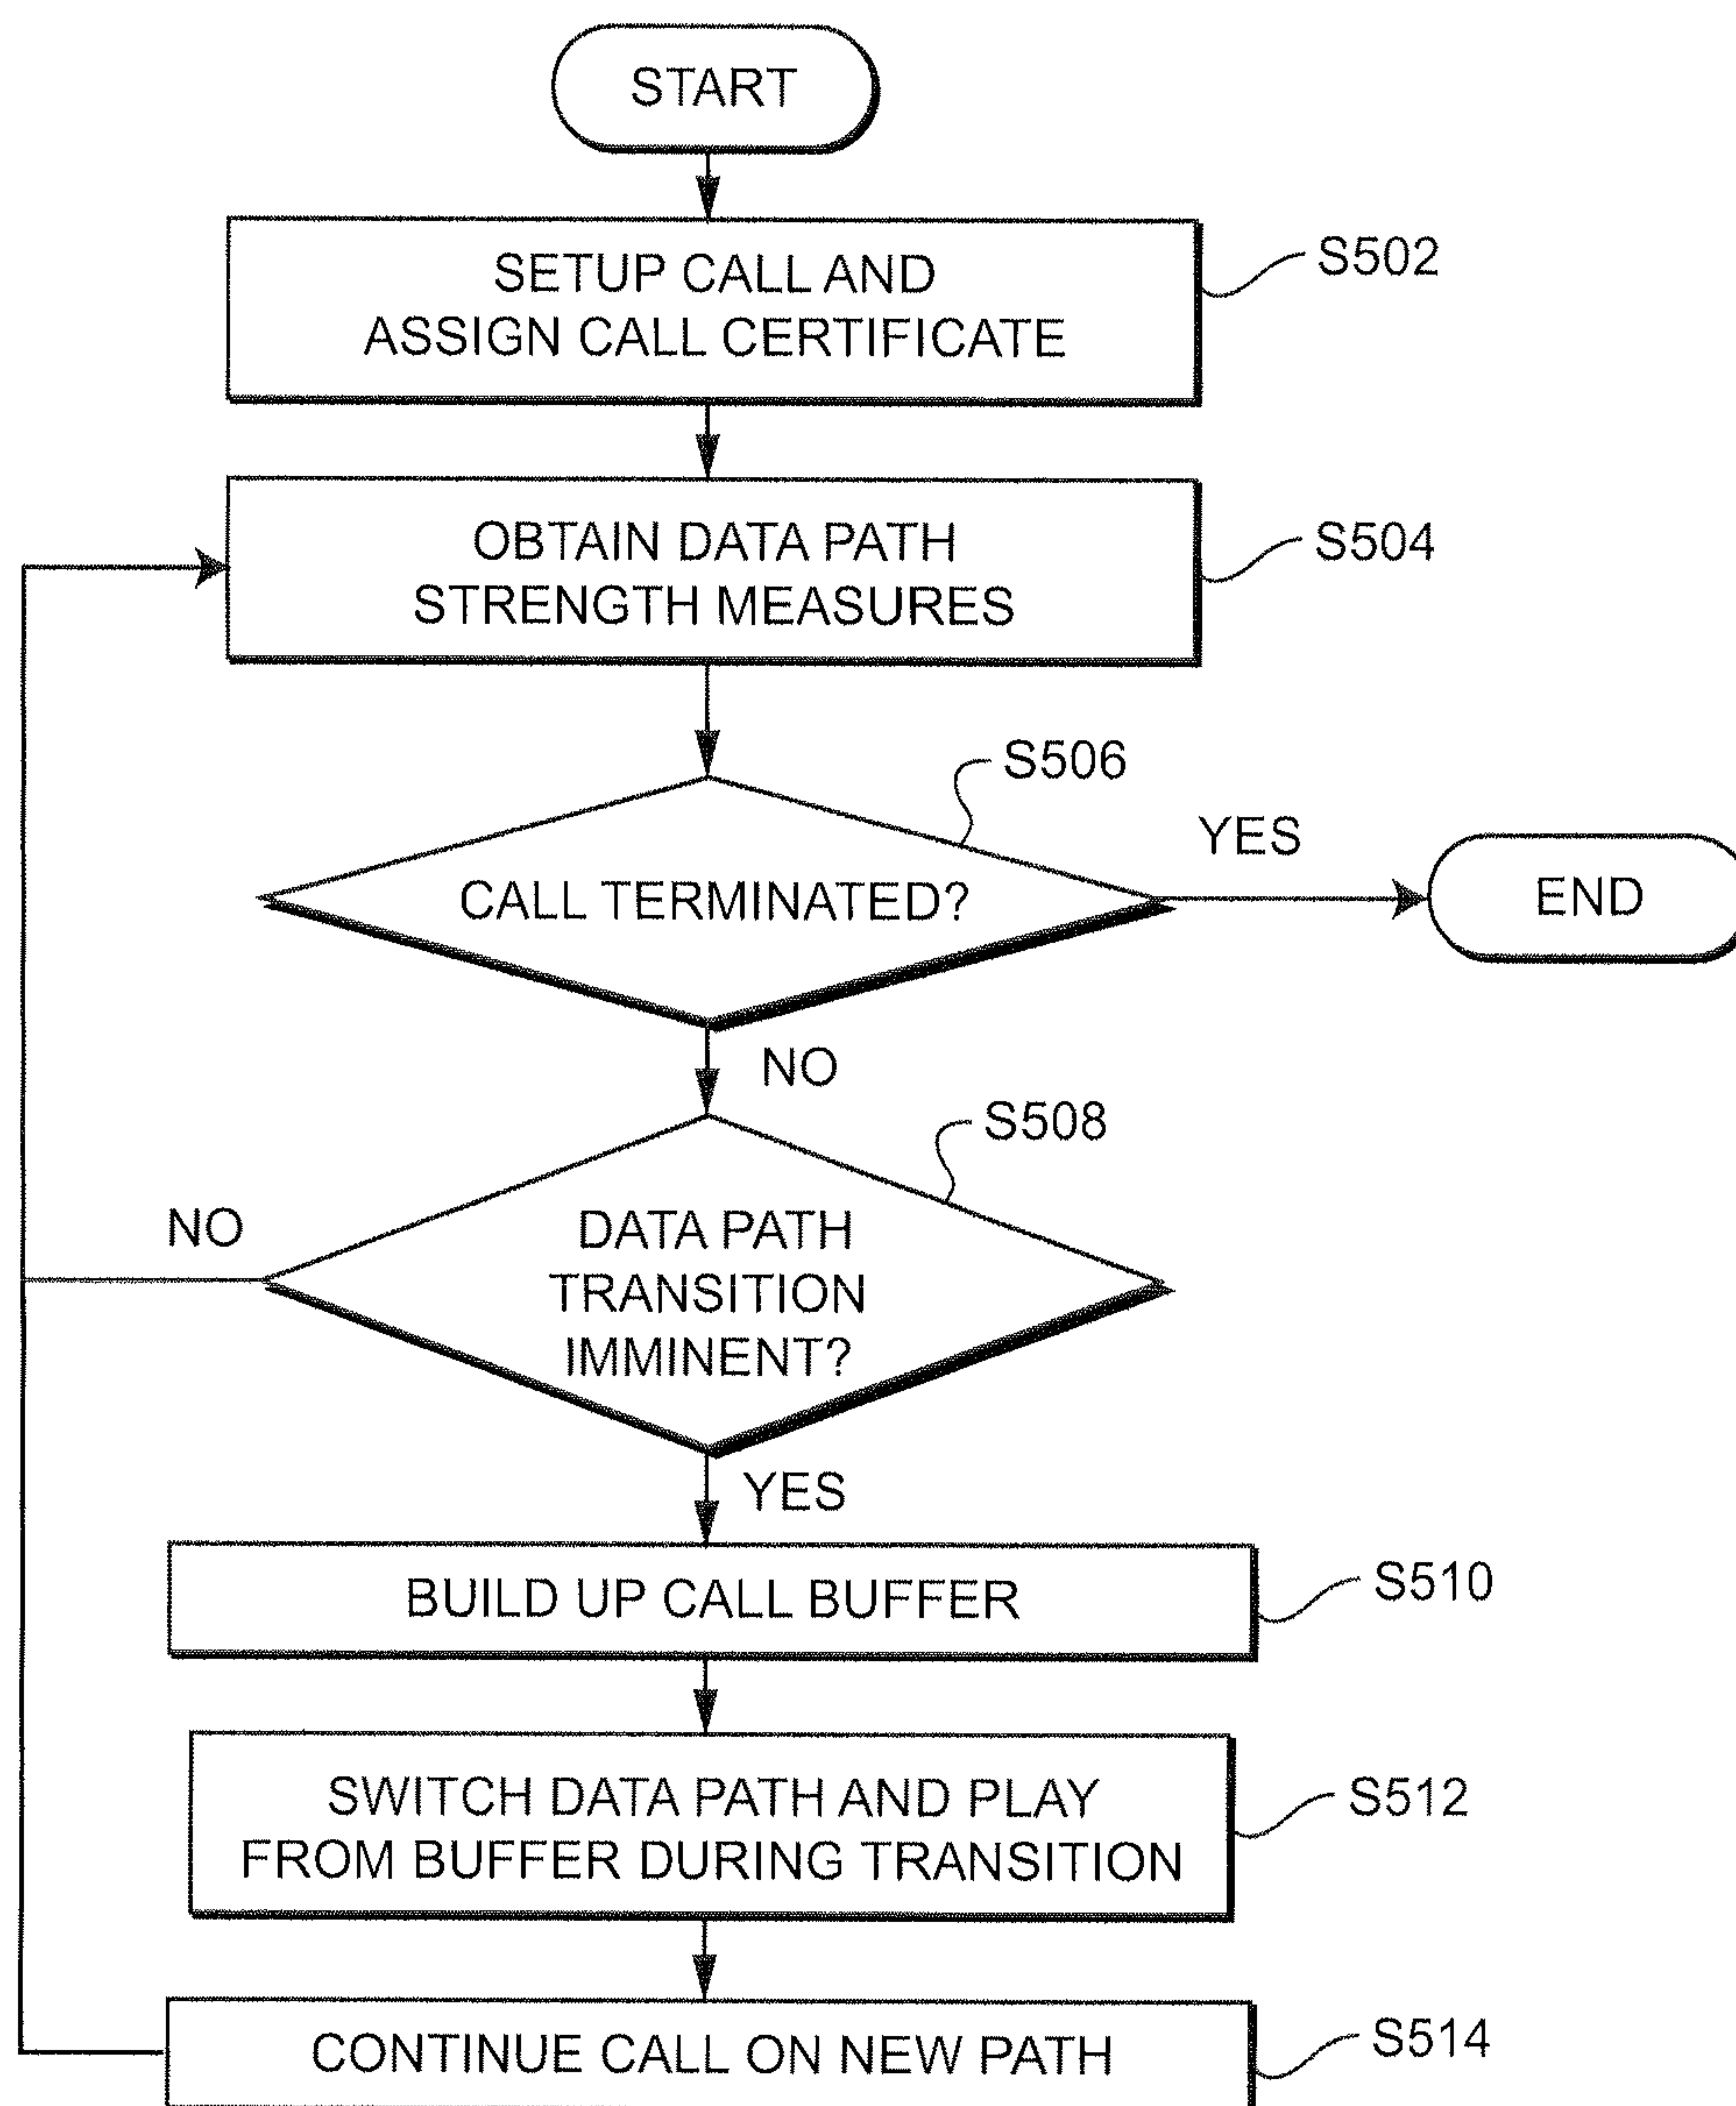 START
SETUP CALL AND
ASSIGN CALL CERTIFICATE
S502
OBTAIN DATA PATH
STRENGTH MEASURES
S504
S506
CALL TERMINATED?
YES
END
NO
S508
NO
DATA PATH
TRANSITION
IMMINENT?
YES
BUILD UP CALL BUFFER
S510
SWITCH DATA PATH AND PLAY
FROM BUFFER DURING TRANSITION
S512
CONTINUE CALL ON NEW PATH
S514